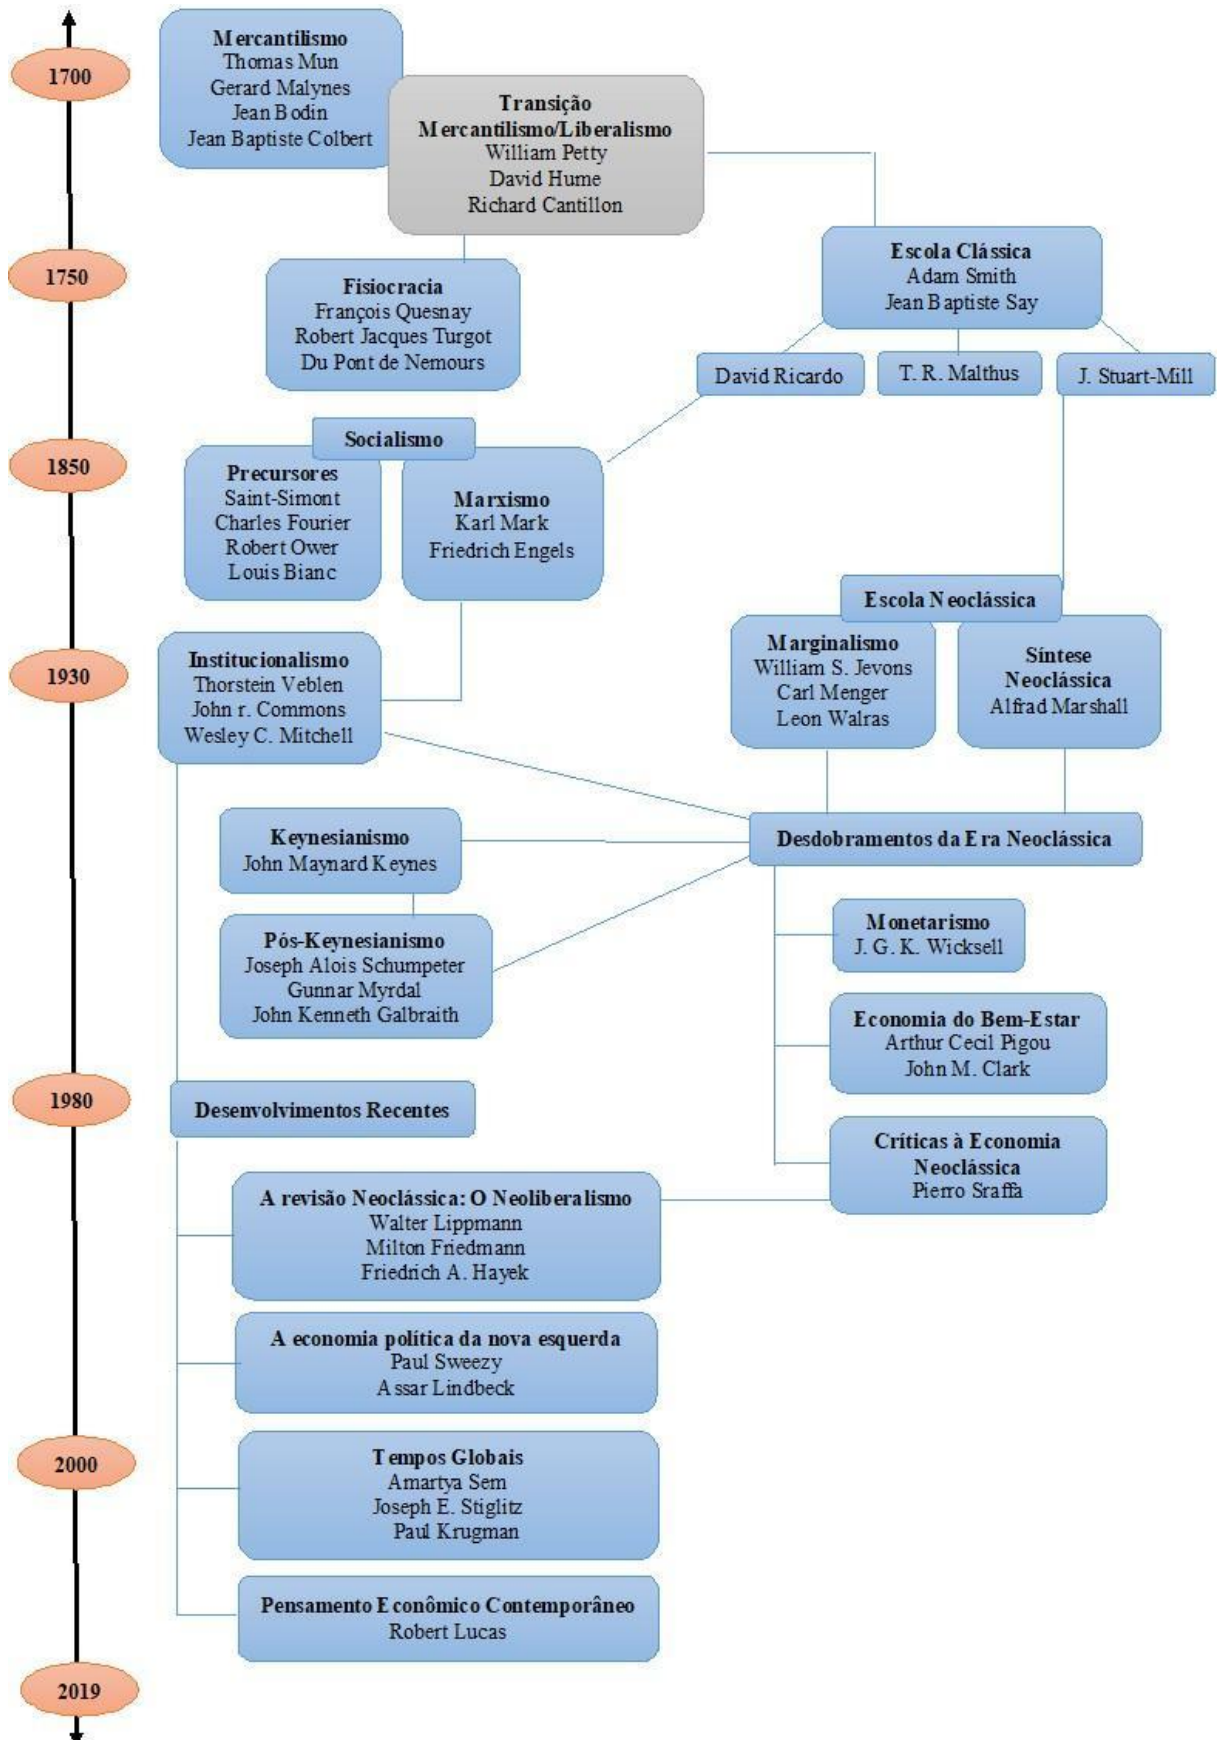 1700
Mercantilismo
Thomas Mun
Gerard Malynes
Jean Bodin
Jean Baptiste Colbert
Transição
Mercantilismo/Liberalismo
William Petty
David Hume
Richard Cantillon
1750
Fisiocracia
François Quesnay
Robert Jacques Turgot
Du Pont de Nemours
Escola Clássica
Adam Smith
Jean Baptiste Say
David Ricardo
T. R. Malthus
J. Stuart-Mill
1850
Socialismo
Precursores
Saint-Simont
Charles Fourier
Robert Ower
Louis Bianc
Marxismo
Karl Mark
Friedrich Engels
Escola Neoclássica
Marginalismo
William S. Jevons
Carl Menger
Leon Walras
Síntese
Neoclássica
Alfrad Marshall
1930
Institucionalismo
Thorstein Veblen
John r. Commons
Wesley C. Mitchell
Keynesianismo
John Maynard Keynes
Desdobramentos da Era Neoclássica
Pós-Keynesianismo
Joseph Alois Schumpeter
Gunnar Myrdal
John Kenneth Galbraith
Monetarismo
J. G. K. Wicksell
Economia do Bem-Estar
Arthur Cecil Pigou
John M. Clark
Críticas à Economia
Neoclássica
Pierro Sraffa
1980
Desenvolvimentos Recentes
A revisão Neoclássica: O Neoliberalismo
Walter Lippmann
Milton Friedmann
Friedrich A. Hayek
A economia política da nova esquerda
Paul Sweezy
Assar Lindbeck
2000
Tempos Globais
Amartya Sem
Joseph E. Stiglitz
Paul Krugman
Pensamento Econômico Contemporâneo
Robert Lucas
2019